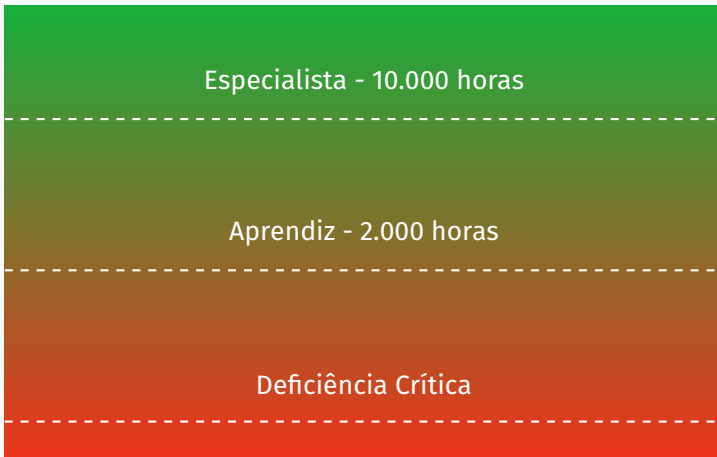 Especialista - 10.000 horas
Aprendiz - 2.000 horas
Deficiência Crítica